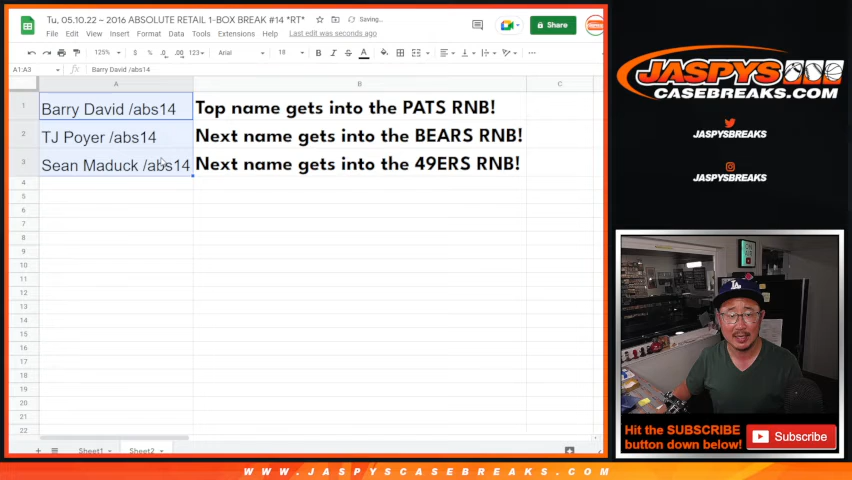 Tu, 05.10.22 – 2016 ABSOLUTE RETAIL 1-BOX BREAK #14 *RT*
Saving...
File Edit View Insert Format Data Tools Extensions Help
Last edit was seconds ago
Share
125% $ % .0 .00 123 Arial 18 B I S A
A1:A3
Barry David /abs14
A B C
1 Barry David /abs14 Top name gets into the PATS RNB!
2 TJ Poyer /abs14 Next name gets into the BEARS RNB!
3 Sean Maduck /abs14 Next name gets into the 49ERS RNB!
4
5
6
7
8
9
10
11
12
13
14
15
16
17
18
19
20
21
22
Sheet1 Sheet2
JASPYS
CASEBREAKS.COM
JASPYSBREAKS
JASPYSBREAKS
ON AIR
LA
Hit the SUBSCRIBE
button down below!
Subscribe
WWW.JASPYSCASEBREAKS.COM